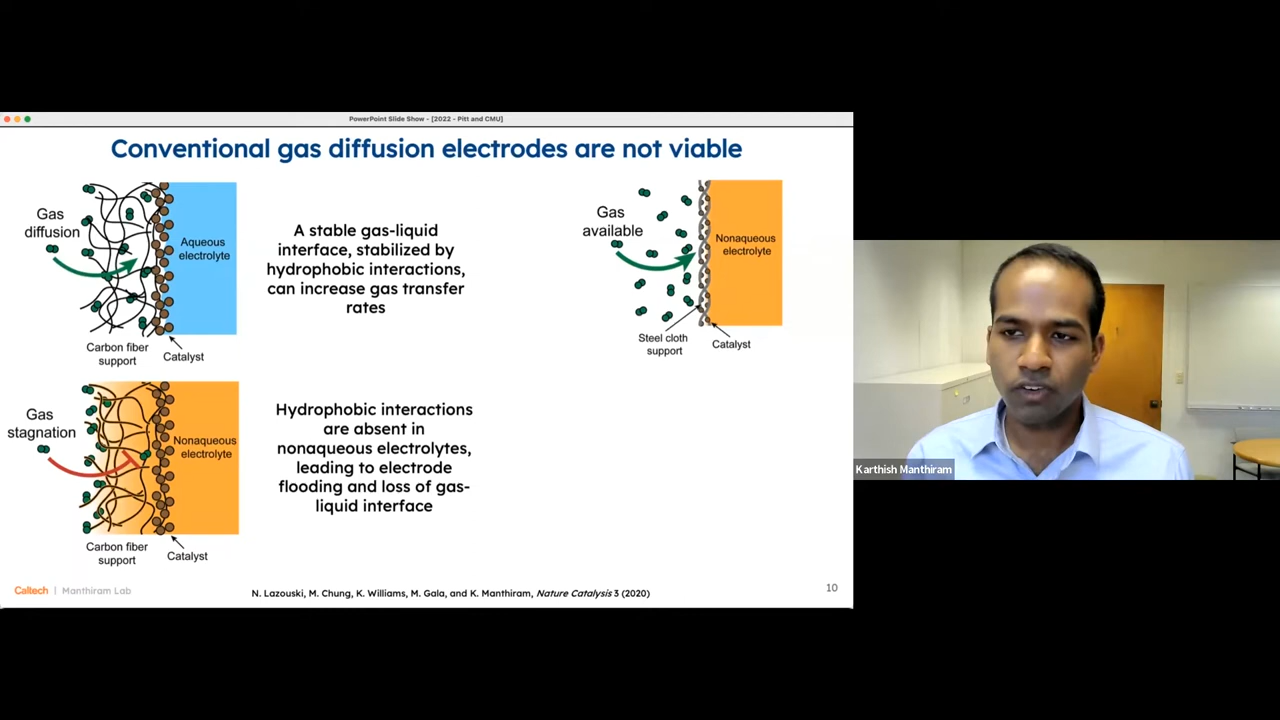 PowerPoint Slide Show - [2022 - Pitt and CMU]
Conventional gas diffusion electrodes are not viable
Gas
diffusion
Aqueous
electrolyte
Carbon fiber
support
Catalyst
A stable gas-liquid
interface, stabilized by
hydrophobic interactions,
can increase gas transfer
rates
Gas
available
Nonaqueous
electrolyte
Steel cloth
support
Catalyst
Gas
stagnation
Nonaqueous
electrolyte
Carbon fiber
support
Catalyst
Hydrophobic interactions
are absent in
nonaqueous electrolytes,
leading to electrode
flooding and loss of gas-
liquid interface
Caltech | Manthiram Lab
N. Lazouski, M. Chung, K. Williams, M. Gala, and K. Manthiram, Nature Catalysis 3 (2020)
10
Karthish Manthiram